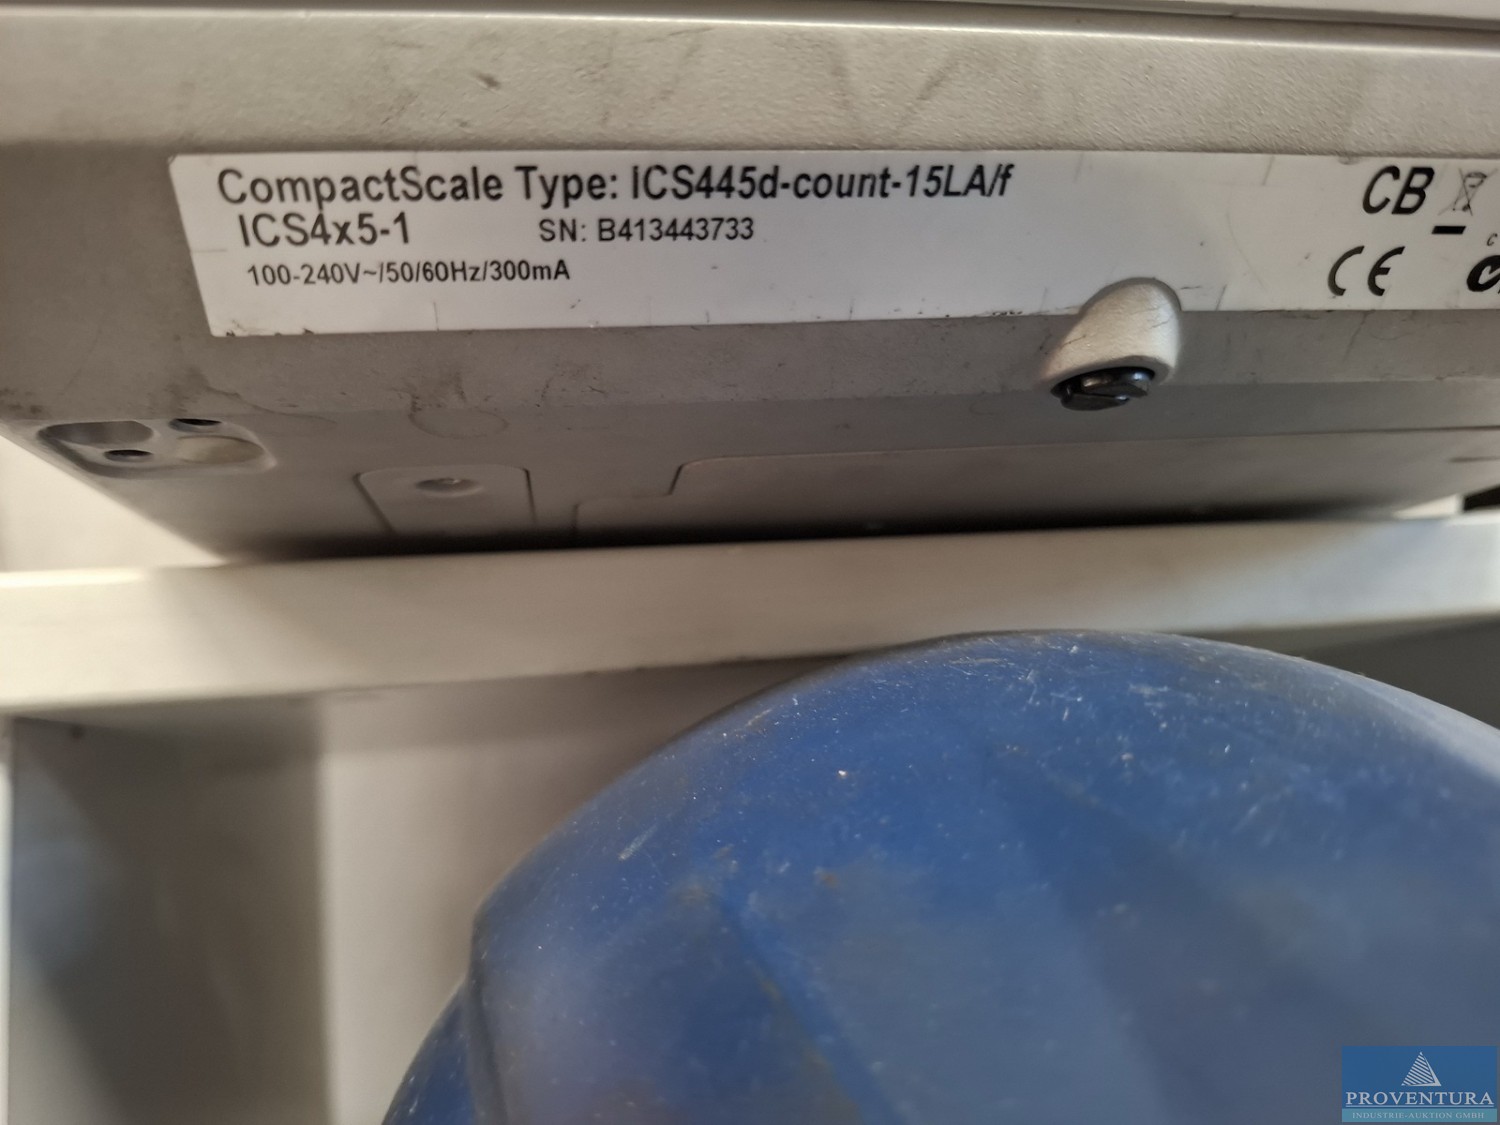 CompactScale Type: ICS445d-count-15LA/f
ICS4x5-1 SN: B413443733
100-240V~/50/60Hz/300mA
CB
CE
PROVENTURA
INDUSTRIE-AUKTION GMBH